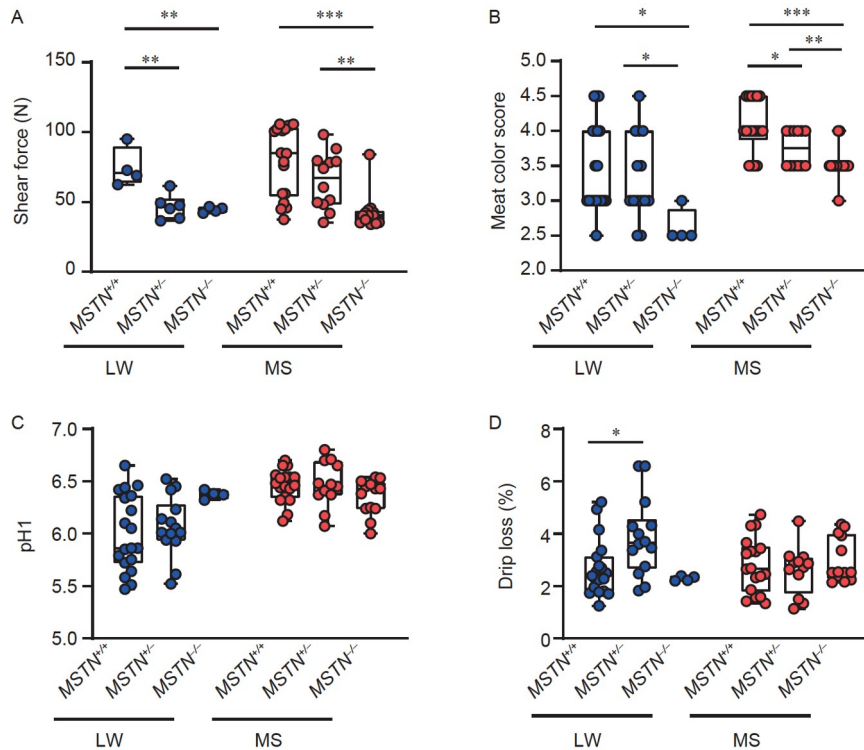 A
** ***
** **
Shear force (N)
150
100
50
0
MSTN+/+ MSTN+/– MSTN–/– MSTN+/+ MSTN+/– MSTN–/–
LW MS
B
* ***
* * **
Meat color score
5.0
4.5
4.0
3.5
3.0
2.5
2.0
MSTN+/+ MSTN+/– MSTN–/– MSTN+/+ MSTN+/– MSTN–/–
LW MS
C
pH1
7.0
6.5
6.0
5.5
5.0
MSTN+/+ MSTN+/– MSTN–/– MSTN+/+ MSTN+/– MSTN–/–
LW MS
D
*
Drip loss (%)
8
6
4
2
0
MSTN+/+ MSTN+/– MSTN–/– MSTN+/+ MSTN+/– MSTN–/–
LW MS